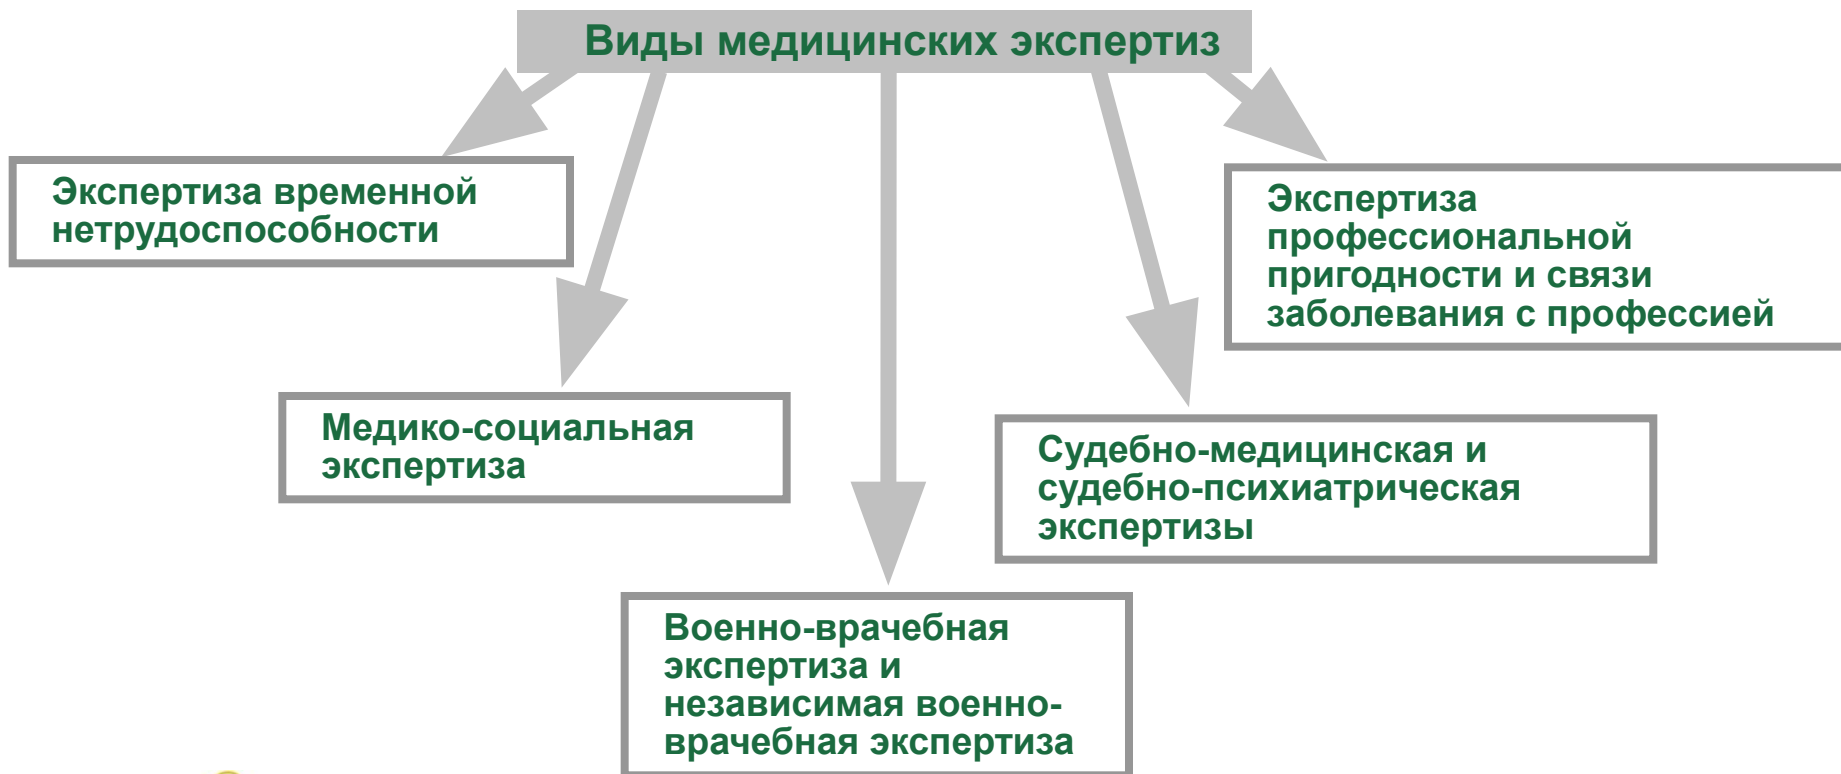 Виды медицинских экспертиз
Экспертиза временной
нетрудоспособности
Экспертиза
профессиональной
пригодности и связи
заболевания с профессией
Медико-социальная
экспертиза
Судебно-медицинская и
судебно-психиатрическая
экспертизы
Военно-врачебная
экспертиза и
независимая военно-
врачебная экспертиза